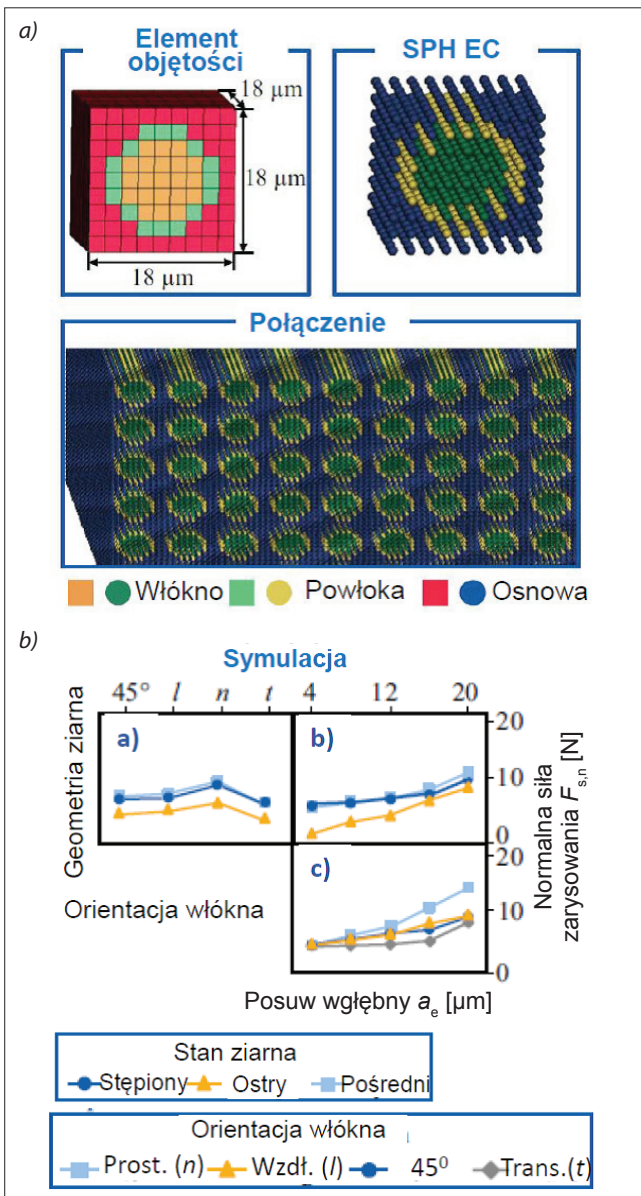 a)
Element
objętości
SPH EC
18 µm
18 µm
18 µm
Połączenie
Włókno Powłoka Osnowa
b)
Symulacja
45° l n t 4 12 20
Geometria ziarna
a)
b)
20
10
0
Normalna siła
zarysowania Fs,n [N]
Orientacja włókna
c)
20
10
0
Posuw wgłębny ae [µm]
Stan ziarna
Stępiony Ostry Pośredni
Orientacja włókna
Prost. (n) Wzdł. (l) 45⁰ Trans.(t)